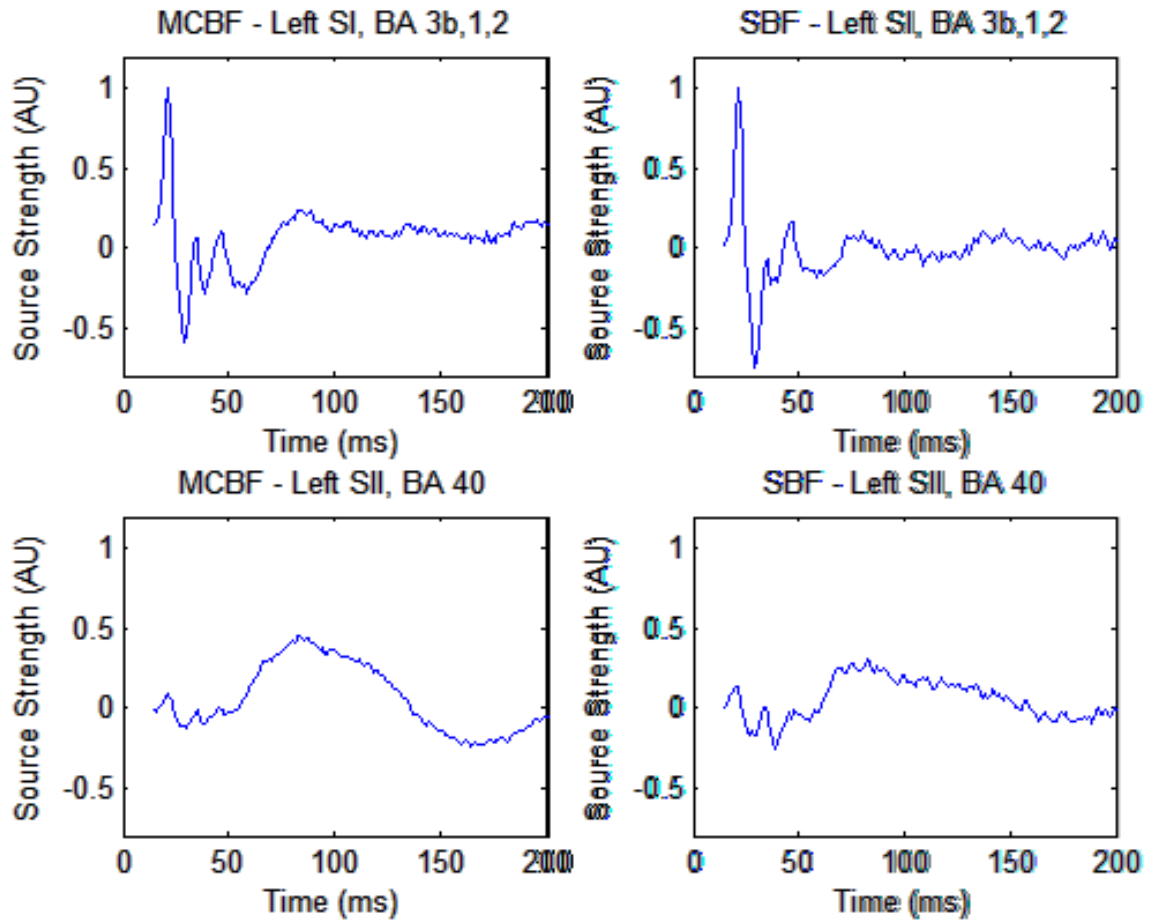 MCBF - Left SI, BA 3b,1,2
Source Strength (AU)
1
0.5
0
-0.5
0 50 100 150 200
Time (ms)
SBF - Left SI, BA 3b,1,2
Source Strength (AU)
1
0.5
0
-0.5
0 50 100 150 200
Time (ms)
MCBF - Left SII, BA 40
Source Strength (AU)
1
0.5
0
-0.5
0 50 100 150 200
Time (ms)
SBF - Left SII, BA 40
Source Strength (AU)
1
0.5
0
-0.5
0 50 100 150 200
Time (ms)